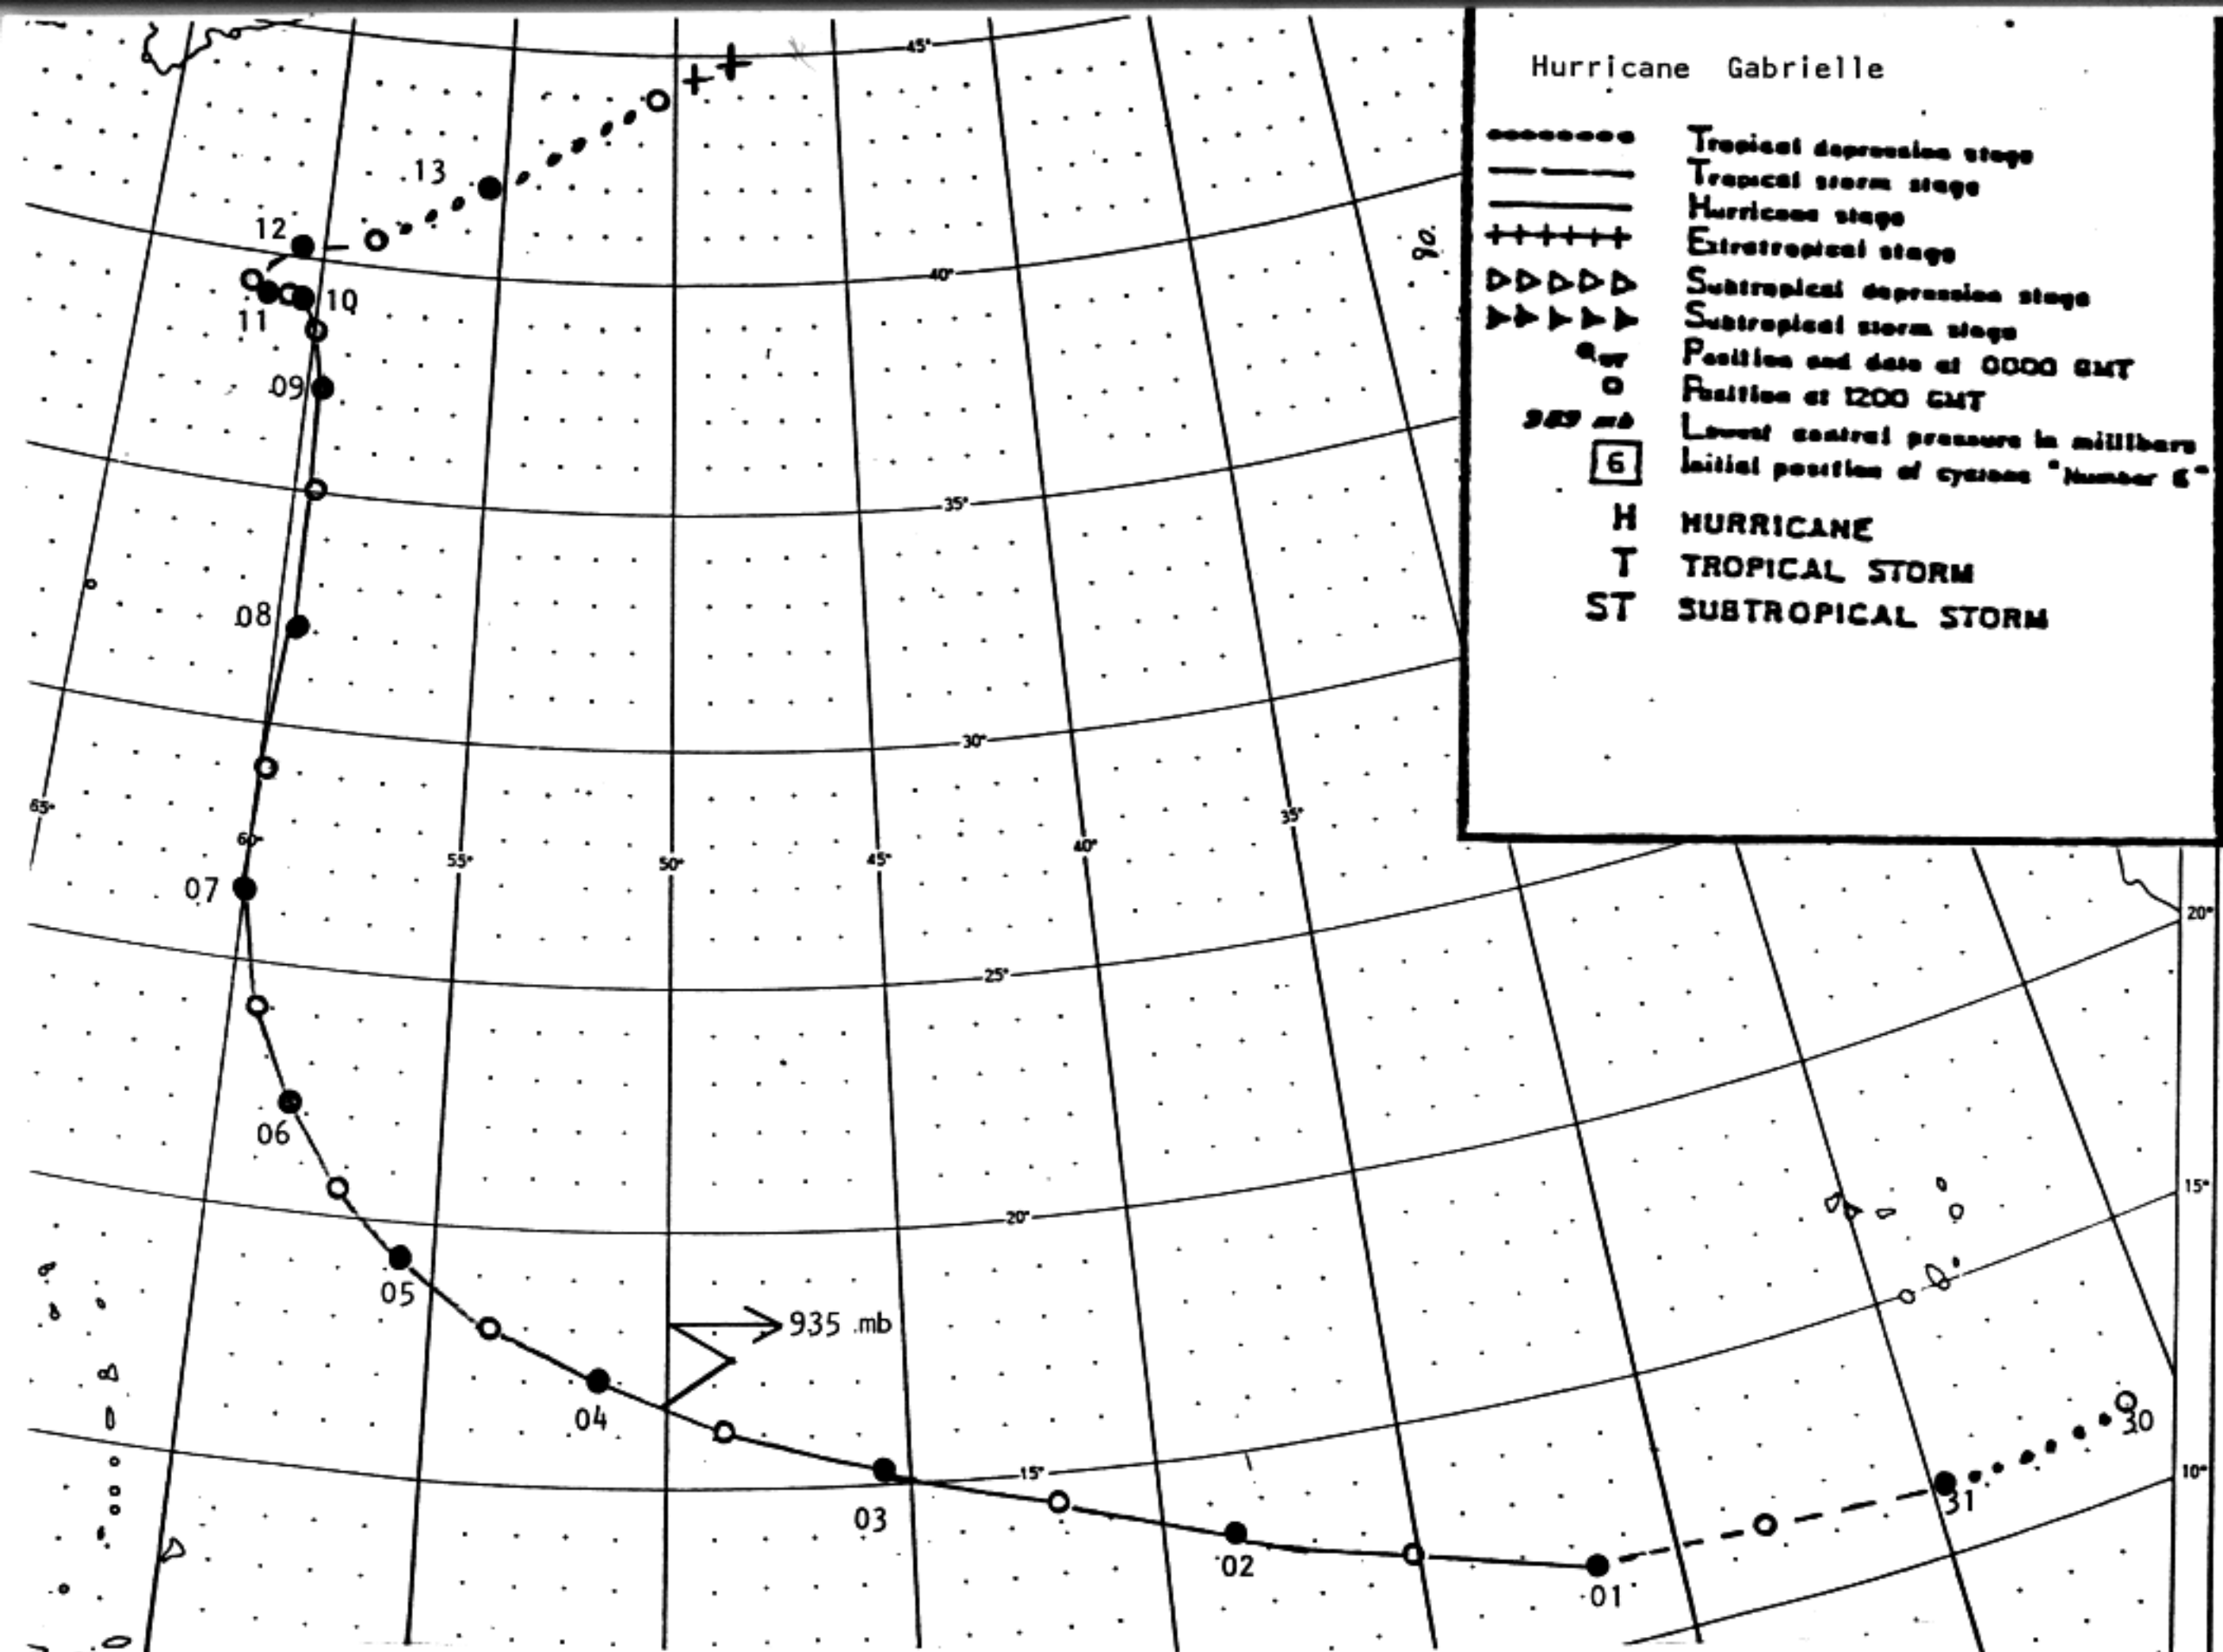 Hurricane Gabrielle
Tropical depression stage
Tropical storm stage
Hurricane stage
Extratropical stage
Subtropical depression stage
Subtropical storm stage
Position and date at 0000 GMT
Position at 1200 GMT
989 mb Lowest central pressure in millibars
6 Initial position of cyclone "Number 6"
H HURRICANE
T TROPICAL STORM
ST SUBTROPICAL STORM
45°
13
12
40°
10
11
09
35°
08
30°
65°
60°
55°
50°
45°
40°
35°
07
20°
25°
06
15°
20°
05
935 mb
04
30
15°
10°
31
03
02
01